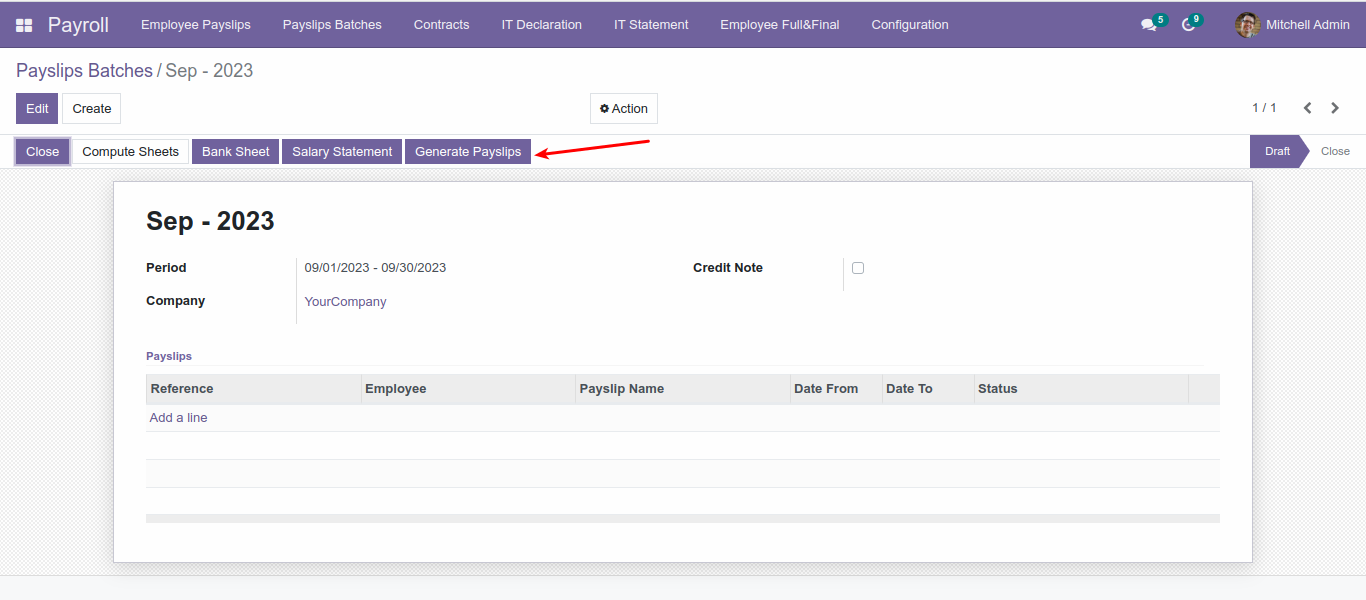 Payroll Employee Payslips Payslips Batches Contracts IT Declaration IT Statement Employee Full&Final Configuration 5 9 Mitchell Admin
Payslips Batches / Sep - 2023
Edit Create Action 1 / 1
Close Compute Sheets Bank Sheet Salary Statement Generate Payslips Draft Close
Sep - 2023
Period 09/01/2023 - 09/30/2023 Credit Note
Company YourCompany
Payslips
Reference Employee Payslip Name Date From Date To Status
Add a line